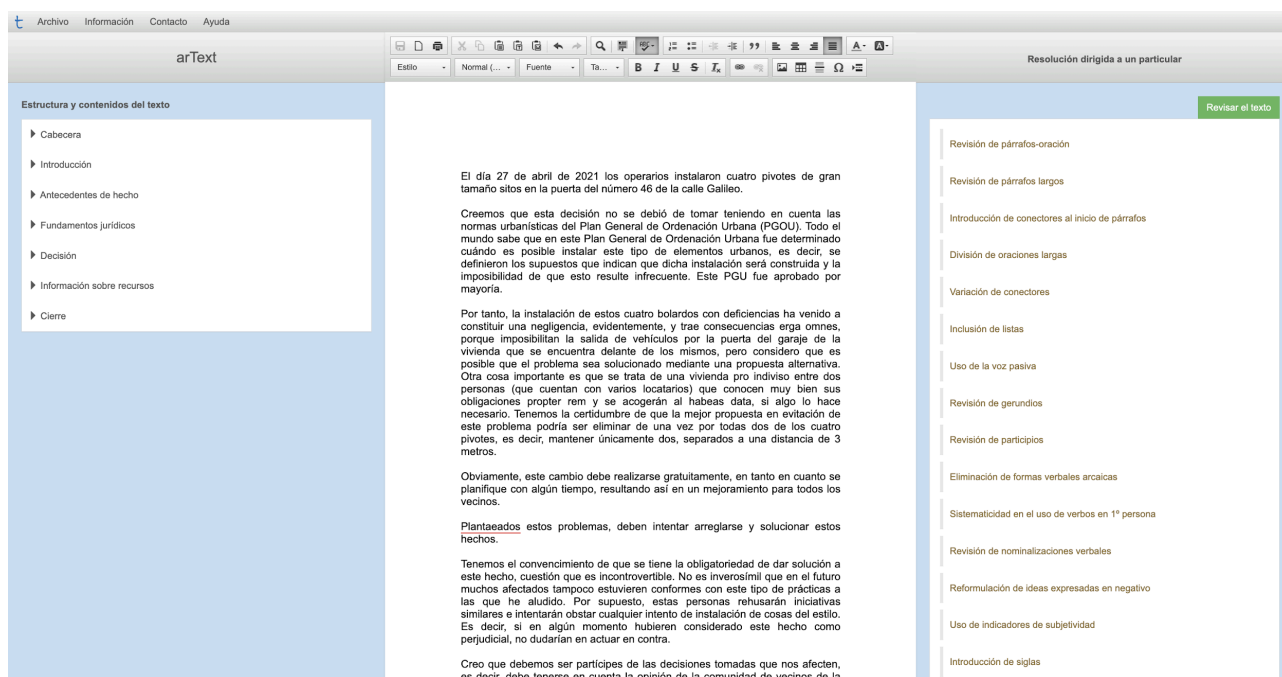 Archivo Información Contacto Ayuda
arText
Estilo Normal (... Fuente Ta...
Resolución dirigida a un particular
Estructura y contenidos del texto
Cabecera
Introducción
Antecedentes de hecho
Fundamentos jurídicos
Decisión
Información sobre recursos
Cierre
El día 27 de abril de 2021 los operarios instalaron cuatro pivotes de gran
tamaño sitos en la puerta del número 46 de la calle Galileo.
Creemos que esta decisión no se debió de tomar teniendo en cuenta las
normas urbanísticas del Plan General de Ordenación Urbana (PGOU). Todo el
mundo sabe que en este Plan General de Ordenación Urbana fue determinado
cuándo es posible instalar este tipo de elementos urbanos, es decir, se
definieron los supuestos que indican que dicha instalación será construida y la
imposibilidad de que esto resulte infrecuente. Este PGU fue aprobado por
mayoría.
Por tanto, la instalación de estos cuatro bolardos con deficiencias ha venido a
constituir una negligencia, evidentemente, y trae consecuencias erga omnes,
porque imposibilitan la salida de vehículos por la puerta del garaje de la
vivienda que se encuentra delante de los mismos, pero considero que es
posible que el problema sea solucionado mediante una propuesta alternativa.
Otra cosa importante es que se trata de una vivienda pro indiviso entre dos
personas (que cuentan con varios locatarios) que conocen muy bien sus
obligaciones propter rem y se acogerán al habeas data, si algo lo hace
necesario. Tenemos la certidumbre de que la mejor propuesta en evitación de
este problema podría ser eliminar de una vez por todas dos de los cuatro
pivotes, es decir, mantener únicamente dos, separados a una distancia de 3
metros.
Obviamente, este cambio debe realizarse gratuitamente, en tanto en cuanto se
planifique con algún tiempo, resultando así en un mejoramiento para todos los
vecinos.
Plantaeados estos problemas, deben intentar arreglarse y solucionar estos
hechos.
Tenemos el convencimiento de que se tiene la obligatoriedad de dar solución a
este hecho, cuestión que es incontrovertible. No es inverosímil que en el futuro
muchos afectados tampoco estuvieren conformes con este tipo de prácticas a
las que he aludido. Por supuesto, estas personas rehusarán iniciativas
similares e intentarán obstar cualquier intento de instalación de cosas del estilo.
Es decir, si en algún momento hubieren considerado este hecho como
perjudicial, no dudarían en actuar en contra.
Creo que debemos ser partícipes de las decisiones tomadas que nos afecten,
es decir, debe tenerse en cuenta la opinión de la comunidad de vecinos de la
Revisar el texto
Revisión de párrafos-oración
Revisión de párrafos largos
Introducción de conectores al inicio de párrafos
División de oraciones largas
Variación de conectores
Inclusión de listas
Uso de la voz pasiva
Revisión de gerundios
Revisión de participios
Eliminación de formas verbales arcaicas
Sistematicidad en el uso de verbos en 1º persona
Revisión de nominalizaciones verbales
Reformulación de ideas expresadas en negativo
Uso de indicadores de subjetividad
Introducción de siglas